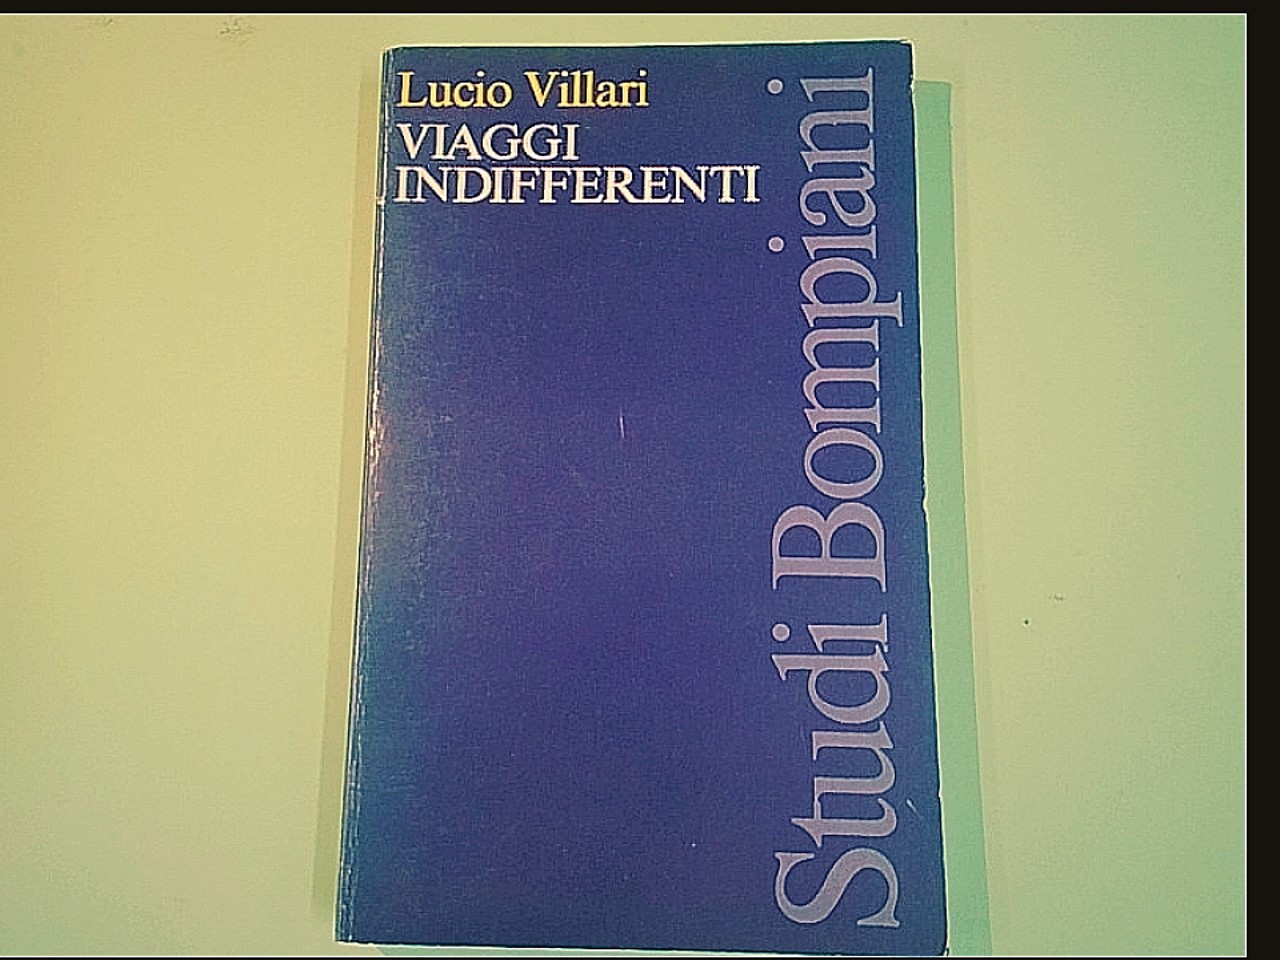 Lucio Villari
VIAGGI
INDIFFERENTI
Studi Bompiani